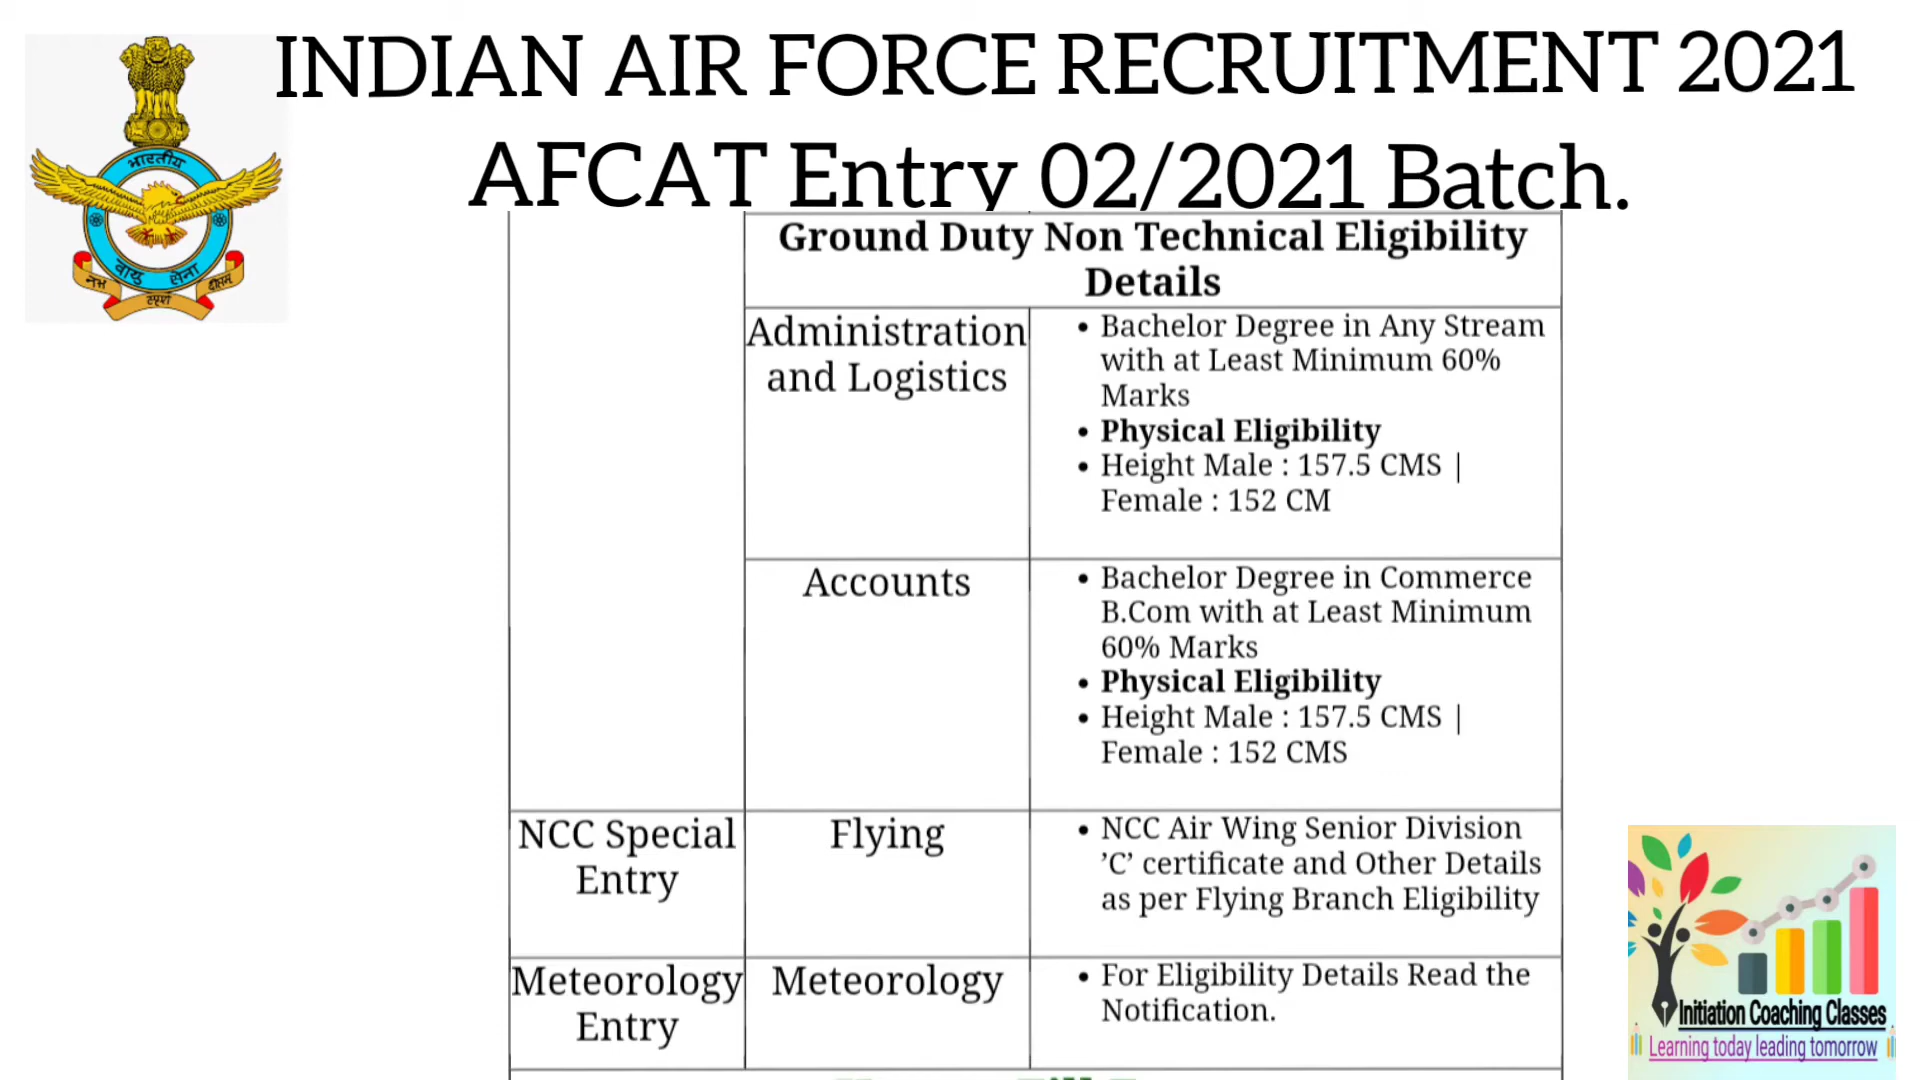 INDIAN AIR FORCE RECRUITMENT 2021
AFCAT Entry 02/2021 Batch.
भारतीय
वायु सेना
नभ स्पृशं दीप्तम्
Ground Duty Non Technical Eligibility
Details
Administration
and Logistics
• Bachelor Degree in Any Stream
with at Least Minimum 60%
Marks
• Physical Eligibility
• Height Male : 157.5 CMS |
Female : 152 CM
Accounts
• Bachelor Degree in Commerce
B.Com with at Least Minimum
60% Marks
• Physical Eligibility
• Height Male : 157.5 CMS |
Female : 152 CMS
NCC Special
Entry
Flying
• NCC Air Wing Senior Division
’C’ certificate and Other Details
as per Flying Branch Eligibility
Meteorology
Entry
Meteorology
• For Eligibility Details Read the
Notification.
Initiation Coaching Classes
Learning today leading tomorrow